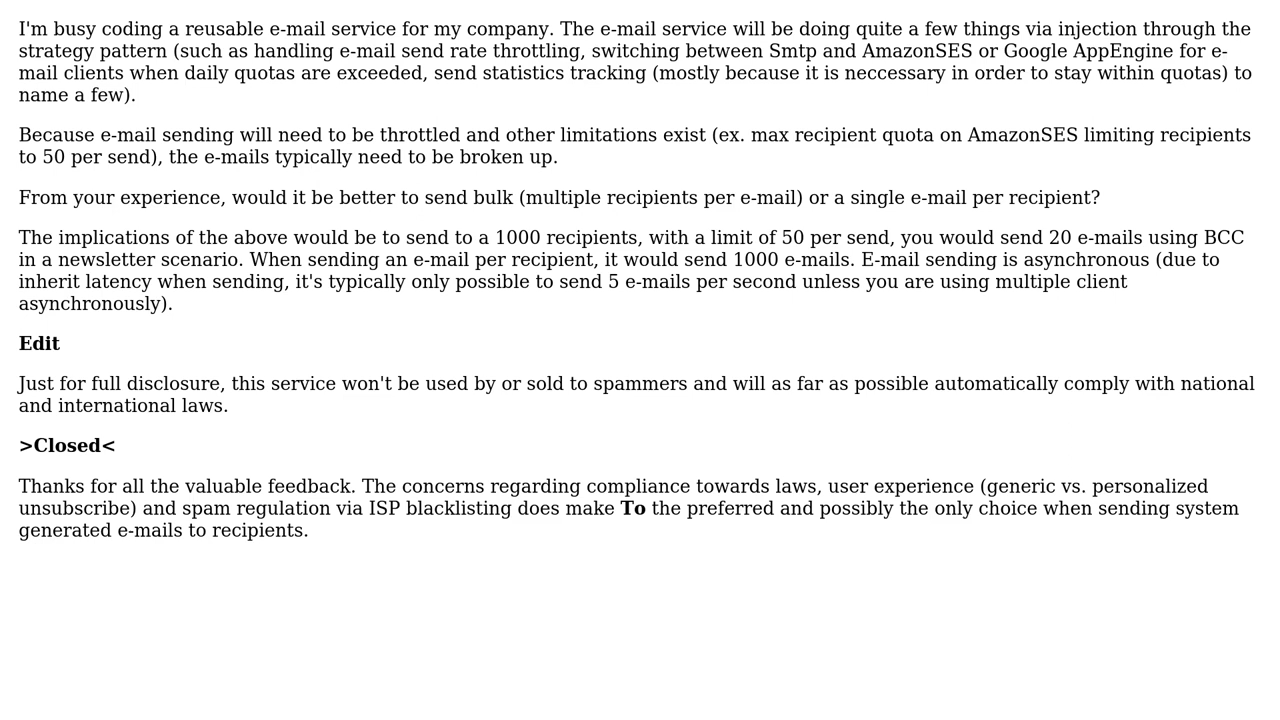 I'm busy coding a reusable e-mail service for my company. The e-mail service will be doing quite a few things via injection through the
strategy pattern (such as handling e-mail send rate throttling, switching between Smtp and AmazonSES or Google AppEngine for e-
mail clients when daily quotas are exceeded, send statistics tracking (mostly because it is neccessary in order to stay within quotas) to
name a few).
Because e-mail sending will need to be throttled and other limitations exist (ex. max recipient quota on AmazonSES limiting recipients
to 50 per send), the e-mails typically need to be broken up.
From your experience, would it be better to send bulk (multiple recipients per e-mail) or a single e-mail per recipient?
The implications of the above would be to send to a 1000 recipients, with a limit of 50 per send, you would send 20 e-mails using BCC
in a newsletter scenario. When sending an e-mail per recipient, it would send 1000 e-mails. E-mail sending is asynchronous (due to
inherit latency when sending, it's typically only possible to send 5 e-mails per second unless you are using multiple client
asynchronously).
Edit
Just for full disclosure, this service won't be used by or sold to spammers and will as far as possible automatically comply with national
and international laws.
>Closed<
Thanks for all the valuable feedback. The concerns regarding compliance towards laws, user experience (generic vs. personalized
unsubscribe) and spam regulation via ISP blacklisting does make To the preferred and possibly the only choice when sending system
generated e-mails to recipients.